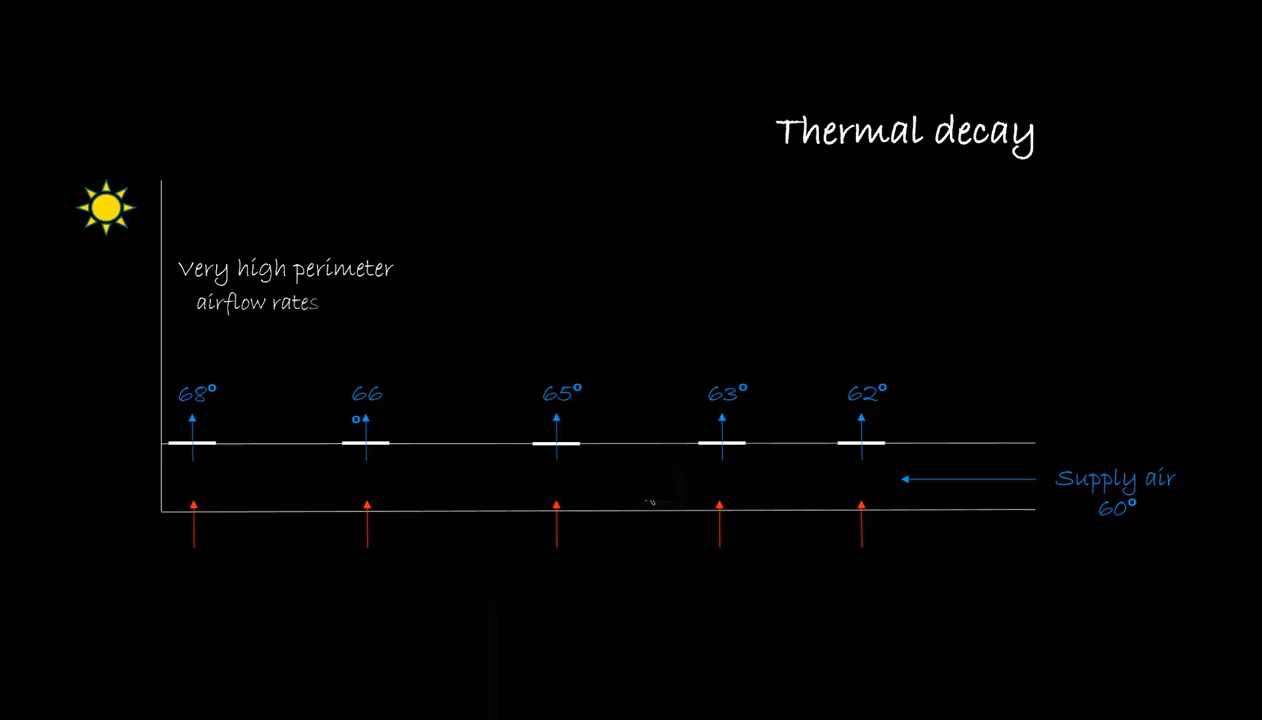 Thermal decay
Very high perimeter
airflow rates
68° 66° 65° 63° 62°
Supply air
60°